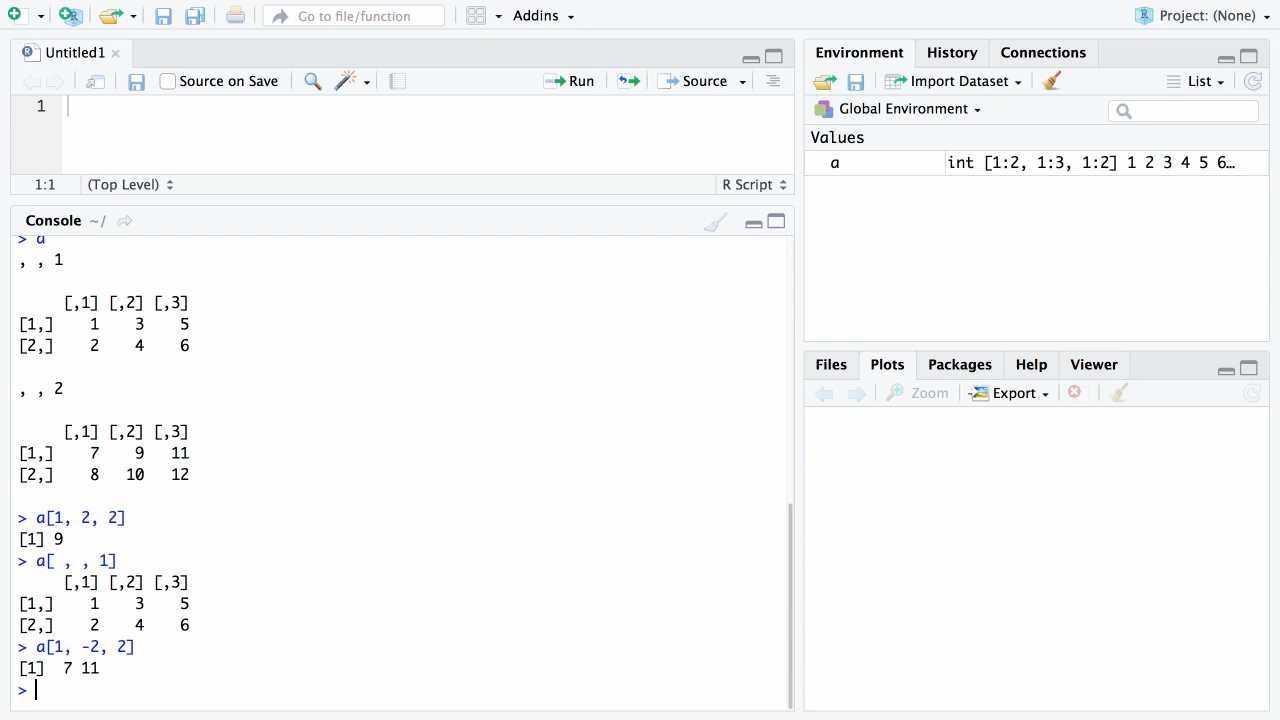 Go to file/function
Addins
Project: (None)
Untitled1
Source on Save
Run
Source
1
1:1
(Top Level)
R Script
Console ~/
> a
, , 1
[,1] [,2] [,3]
[1,] 1 3 5
[2,] 2 4 6
, , 2
[,1] [,2] [,3]
[1,] 7 9 11
[2,] 8 10 12
> a[1, 2, 2]
[1] 9
> a[ , , 1]
[,1] [,2] [,3]
[1,] 1 3 5
[2,] 2 4 6
> a[1, -2, 2]
[1] 7 11
>
Environment History Connections
Import Dataset
List
Global Environment
Values
a int [1:2, 1:3, 1:2] 1 2 3 4 5 6…
Files Plots Packages Help Viewer
Zoom Export